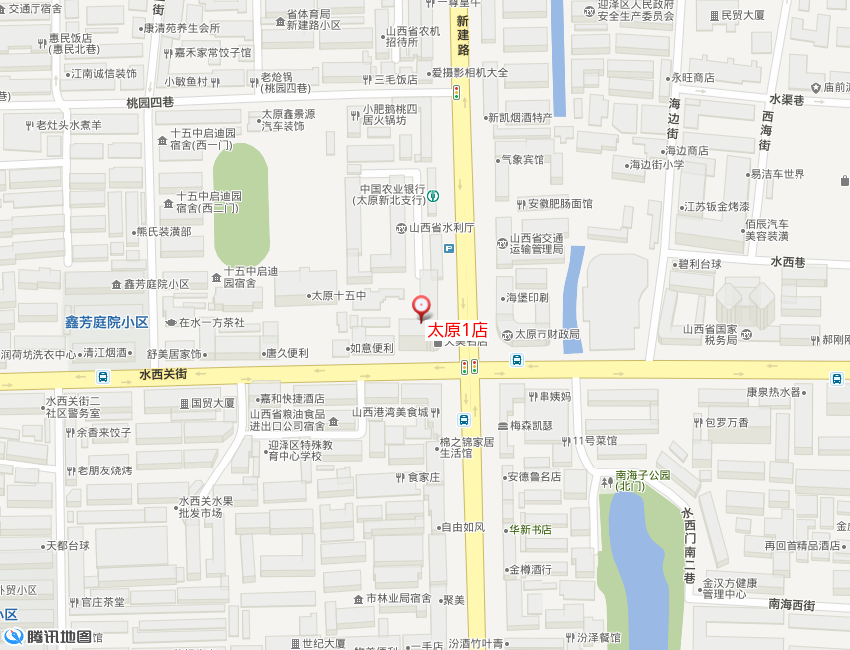 交通厅宿舍
惠民饭店
(惠民北巷)
康清苑养生会所
省体育局
新建路小区
山西省农机
招待所
一尊皇牛
新建路
迎泽区人民政府
安全生产委员会
民贸大厦
嘉禾家常饺子馆
江南诚信装饰
小敏鱼村
老炝锅
(桃园四巷)
三毛饭店
爱摄影相机大全
永旺商店
水渠巷
庙前派
桃园四巷
老灶头水煮羊
太原鑫景源
汽车装饰
小肥鹅桃四
居火锅坊
新凯烟酒特产
海边街
西海街
十五中启迪园
宿舍(西一门)
气象宾馆
海边商店
海边街小学
易洁车世界
中国农业银行
(太原新北支行)
十五中启迪园
宿舍(西二门)
安徽肥肠面馆
江苏钣金烤漆
熊氏装潢部
山西省水利厅
山西省交通
运输管理局
佰辰汽车
美容装潢
碧利台球
水西巷
鑫芳庭院小区
十五中启迪
园宿舍
太原十五中
海堡印刷
鑫芳庭院小区
在水一方茶社
太原1店
太原市财政局
山西省国家
税务局
郝刚刚
润荷坊洗衣中心
清江烟酒
舒美居家饰
唐久便利
如意便利
水西关街
水西关街二
社区警务室
国贸大厦
嘉和快捷酒店
山西省粮油食品
进出口公司宿舍
山西港湾美食城
串姨妈
康泉热水器
余香来饺子
迎泽区特殊教
育中心学校
棉之锦家居
生活馆
梅森凯瑟
11号菜馆
包罗万香
老朋友烧烤
食家庄
安德鲁名店
南海子公园
(北门)
水西关水果
批发市场
水西门南二巷
自由如风
华新书店
天都台球
再回首精品酒店
金樽酒行
金汉方健康
管理中心
外贸小区
官庄茶堂
市林业局宿舍
聚美
南海西街
小区
腾讯地图
世纪大厦
一手店
汾酒竹叶青
汾泽餐馆